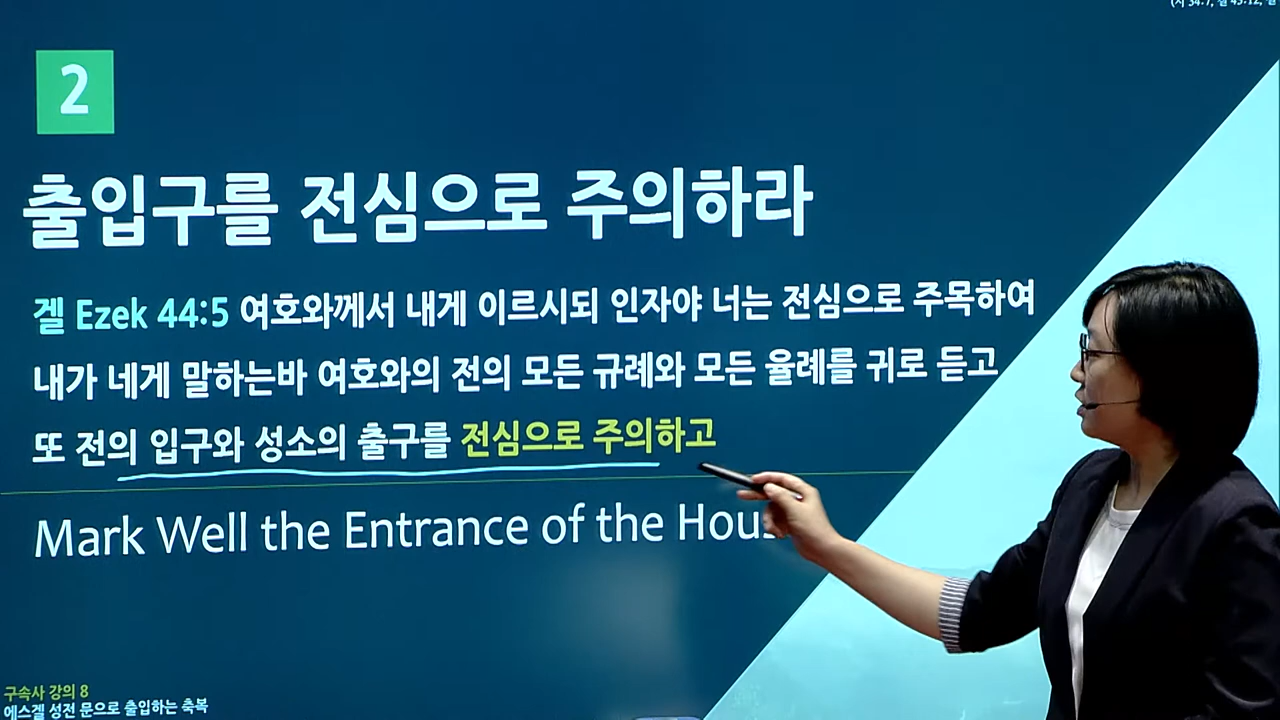 2
출입구를 전심으로 주의하라
겔 Ezek 44:5 여호와께서 내게 이르시되 인자야 너는 전심으로 주목하여
내가 네게 말하는바 여호와의 전의 모든 규례와 모든 율례를 귀로 듣고
또 전의 입구와 성소의 출구를 전심으로 주의하고
Mark Well the Entrance of the
구속사 강의 8
에스겔 성전 문으로 출입하는 축복